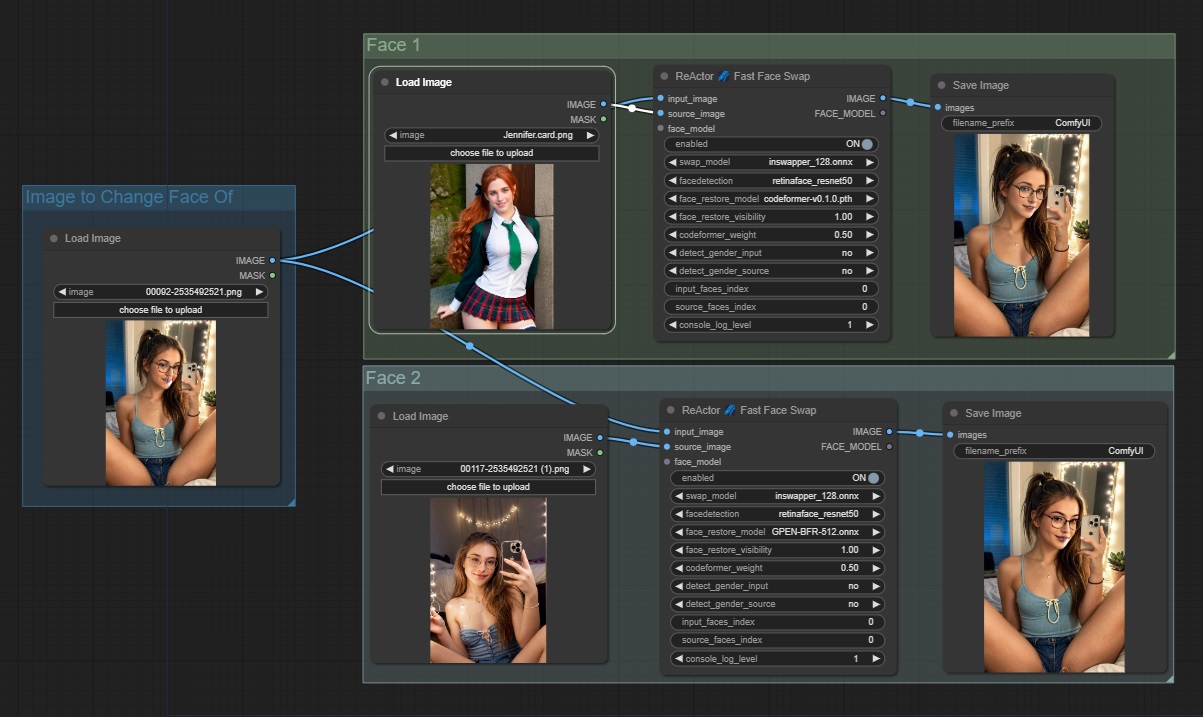 Image to Change Face Of
Load Image
IMAGE
MASK
image 00092-2535492521.png
choose file to upload
Face 1
Load Image
IMAGE
MASK
image Jennifer.card.png
choose file to upload
ReActor Fast Face Swap
input_image IMAGE
source_image FACE_MODEL
face_model
enabled ON
swap_model inswapper_128.onnx
facedetection retinaface_resnet50
face_restore_model codeformer-v0.1.0.pth
face_restore_visibility 1.00
codeformer_weight 0.50
detect_gender_input no
detect_gender_source no
input_faces_index 0
source_faces_index 0
console_log_level 1
Save Image
images
filename_prefix ComfyUI
Face 2
Load Image
IMAGE
MASK
image 00117-2535492521 (1).png
choose file to upload
ReActor Fast Face Swap
input_image IMAGE
source_image FACE_MODEL
face_model
enabled ON
swap_model inswapper_128.onnx
facedetection retinaface_resnet50
face_restore_model GPEN-BFR-512.onnx
face_restore_visibility 1.00
codeformer_weight 0.50
detect_gender_input no
detect_gender_source no
input_faces_index 0
source_faces_index 0
console_log_level 1
Save Image
images
filename_prefix ComfyUI